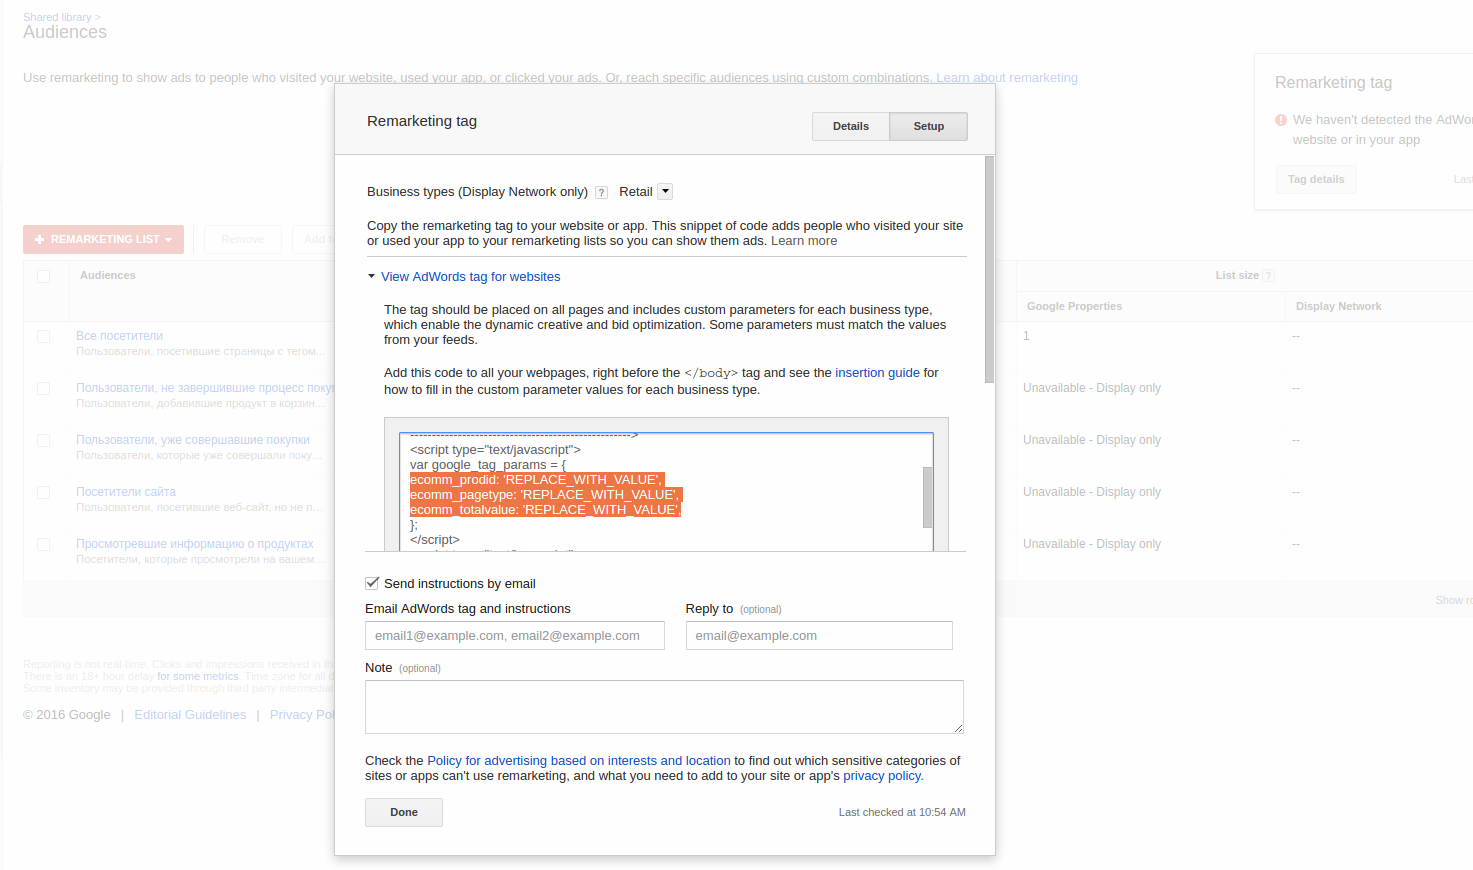 Shared library >
Audiences
Use remarketing to show ads to people who visited your website, used your app, or clicked your ads. Or, reach specific audiences using custom combinations. Learn about remarketing
Remarketing tag
We haven't detected the AdWor
website or in your app
Tag details
Las
REMARKETING LIST
Remove
Add t
Audiences
List size ?
Google Properties
Display Network
Все посетители
Пользователи, посетившие страницы с тегом...
1
--
Пользователи, не завершившие процесс поку
Пользователи, добавившие продукт в корзин...
Unavailable - Display only
--
Пользователи, уже совершавшие покупки
Пользователи, которые уже совершали поку...
Unavailable - Display only
--
Посетители сайта
Пользователи, посетившие веб-сайт, но не п...
Unavailable - Display only
--
Просмотревшие информацию о продуктах
Посетители, которые просмотрели на вашем...
Unavailable - Display only
--
Show ro
Reporting is not real-time. Clicks and impressions received in th
There is an 18+ hour delay for some metrics. Time zone for all d
Some inventory may be provided through third party intermediar
© 2016 Google | Editorial Guidelines | Privacy Pol
Remarketing tag
Details
Setup
Business types (Display Network only) ? Retail
Copy the remarketing tag to your website or app. This snippet of code adds people who visited your site
or used your app to your remarketing lists so you can show them ads. Learn more
View AdWords tag for websites
The tag should be placed on all pages and includes custom parameters for each business type,
which enable the dynamic creative and bid optimization. Some parameters must match the values
from your feeds.
Add this code to all your webpages, right before the </body> tag and see the insertion guide for
how to fill in the custom parameter values for each business type.
--------------------------------------------------->
<script type="text/javascript">
var google_tag_params = {
ecomm_prodid: 'REPLACE_WITH_VALUE',
ecomm_pagetype: 'REPLACE_WITH_VALUE',
ecomm_totalvalue: 'REPLACE_WITH_VALUE',
};
</script>
Send instructions by email
Email AdWords tag and instructions
Reply to (optional)
email1@example.com, email2@example.com
email@example.com
Note (optional)
Check the Policy for advertising based on interests and location to find out which sensitive categories of
sites or apps can't use remarketing, and what you need to add to your site or app's privacy policy.
Done
Last checked at 10:54 AM